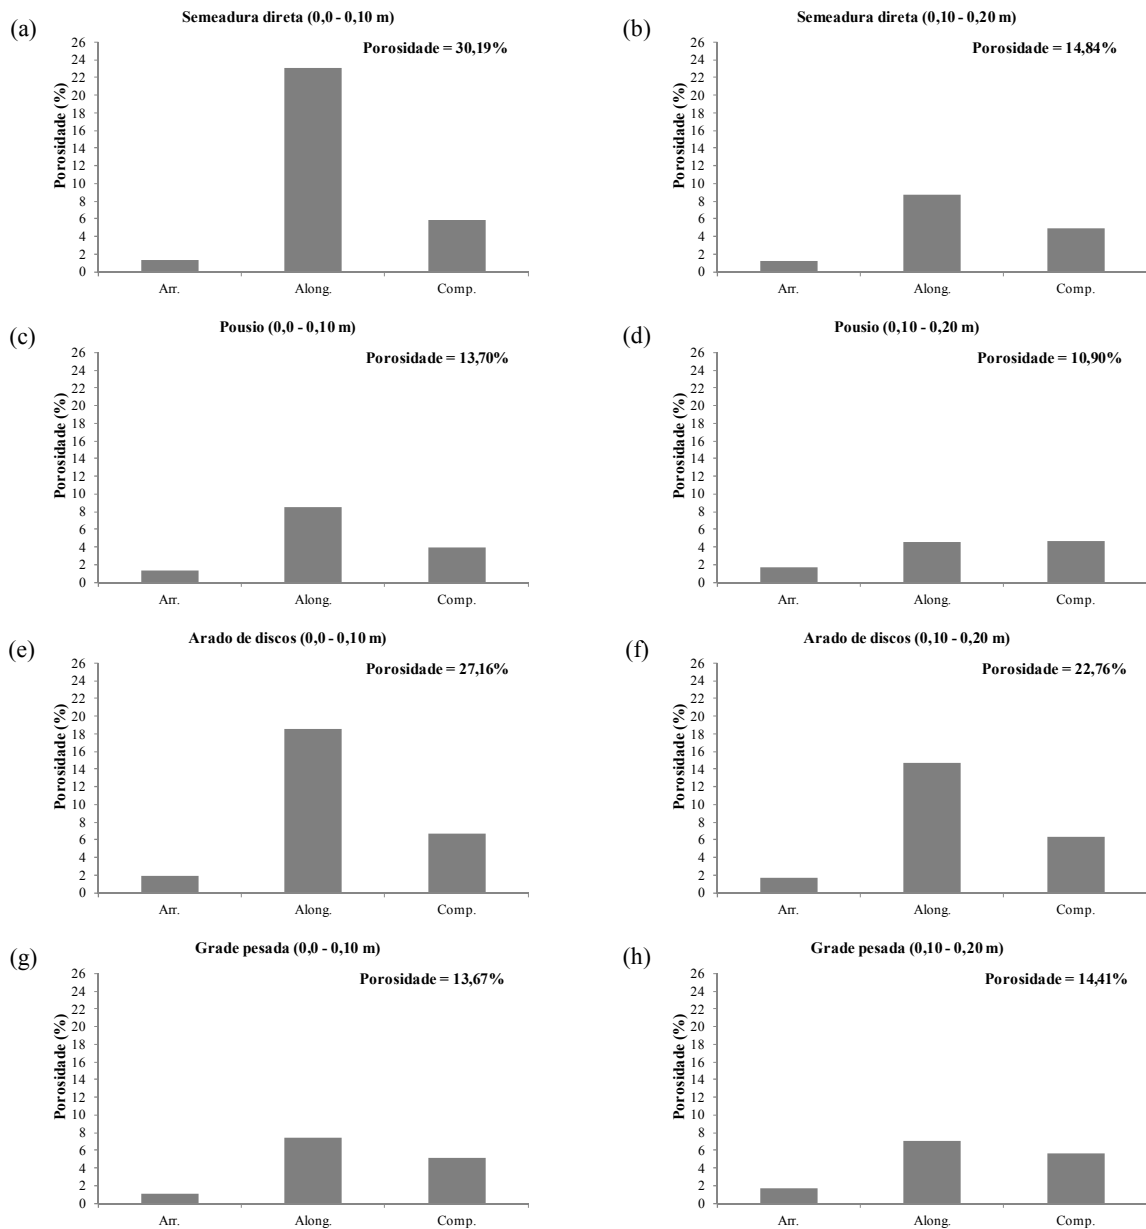 (a)
Semeadura direta (0,0 - 0,10 m)
Porosidade = 30,19%
Porosidade (%)
26
24
22
20
18
16
14
12
10
8
6
4
2
0
Arr. Along. Comp.
(b)
Semeadura direta (0,10 - 0,20 m)
Porosidade = 14,84%
Porosidade (%)
26
24
22
20
18
16
14
12
10
8
6
4
2
0
Arr. Along. Comp.
(c)
Pousio (0,0 - 0,10 m)
Porosidade = 13,70%
Porosidade (%)
26
24
22
20
18
16
14
12
10
8
6
4
2
0
Arr. Along. Comp.
(d)
Pousio (0,10 - 0,20 m)
Porosidade = 10,90%
Porosidade (%)
26
24
22
20
18
16
14
12
10
8
6
4
2
0
Arr. Along. Comp.
(e)
Arado de discos (0,0 - 0,10 m)
Porosidade = 27,16%
Porosidade (%)
26
24
22
20
18
16
14
12
10
8
6
4
2
0
Arr. Along. Comp.
(f)
Arado de discos (0,10 - 0,20 m)
Porosidade = 22,76%
Porosidade (%)
26
24
22
20
18
16
14
12
10
8
6
4
2
0
Arr. Along. Comp.
(g)
Grade pesada (0,0 - 0,10 m)
Porosidade = 13,67%
Porosidade (%)
26
24
22
20
18
16
14
12
10
8
6
4
2
0
Arr. Along. Comp.
(h)
Grade pesada (0,10 - 0,20 m)
Porosidade = 14,41%
Porosidade (%)
26
24
22
20
18
16
14
12
10
8
6
4
2
0
Arr. Along. Comp.